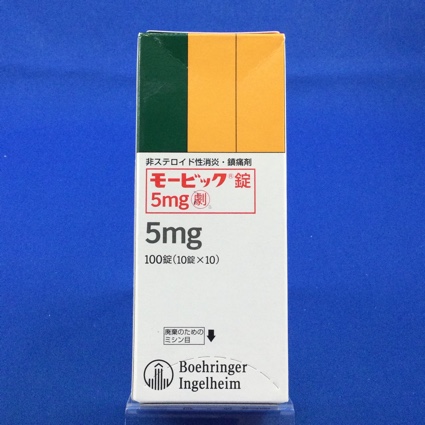 非ステロイド性消炎・鎮痛剤
モービック®錠
5mg 劇
5mg
100錠(10錠×10)
廃棄のための
ミシン目
Boehringer
Ingelheim